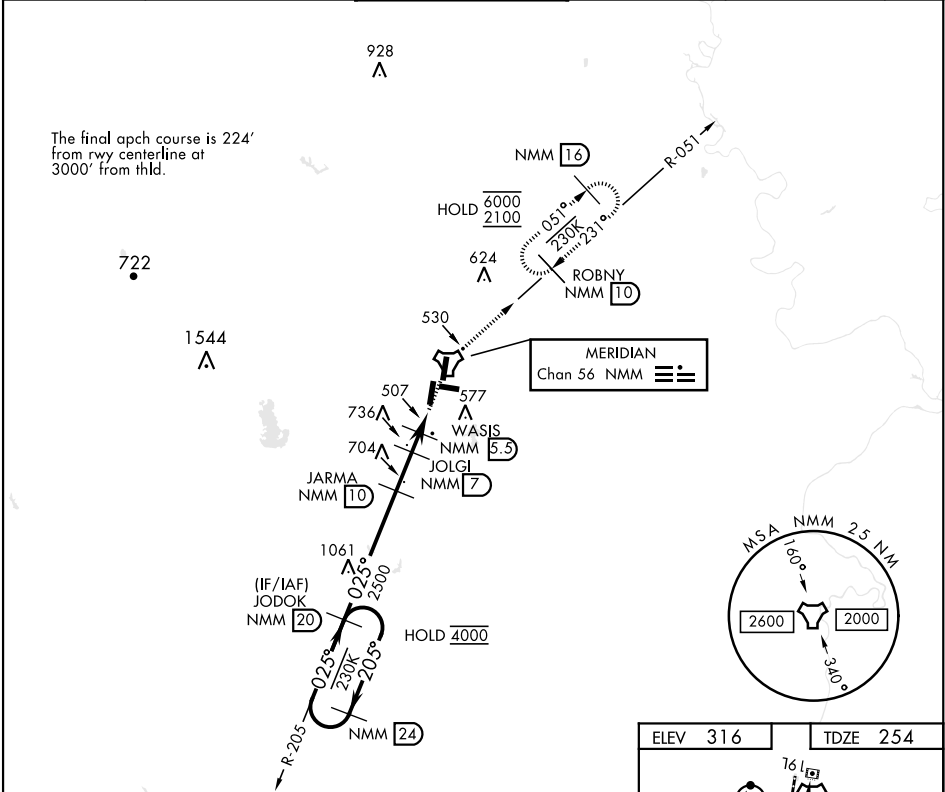 928
The final apch course is 224'
from rwy centerline at
3000' from thld.
R-051
NMM 16
HOLD 6000
2100
051°
230K
231°
624
722
ROBNY
NMM 10
530
1544
MERIDIAN
Chan 56 NMM
507
577
736
WASIS
NMM 5.5
704
JOLGI
NMM 7
JARMA
NMM 10
MSA NMM 25 NM
160°
1061
025°
2500
(IF/IAF)
JODOK
NMM 20
2600
2000
HOLD 4000
025°
230K
205°
340°
NMM 24
R-205
ELEV 316
TDZE 254
19L